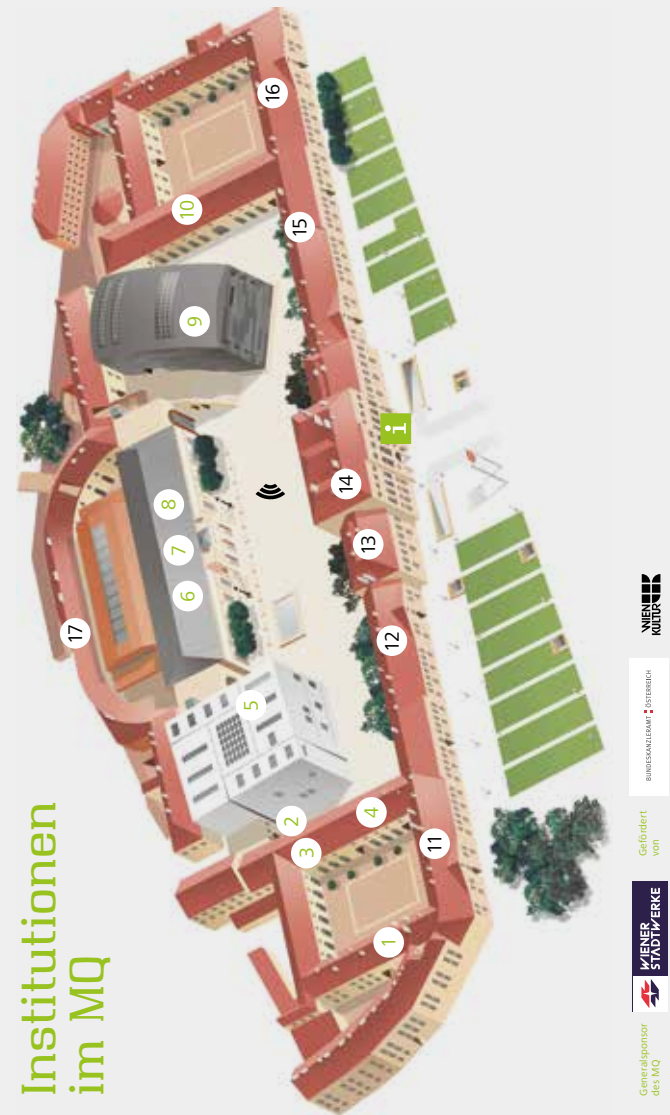 Institutionen
im MQ
1
2
3
4
5
6
7
8
9
10
11
12
13
14
15
16
17
i
Generalsponsor
des MQ
WIENER
STADTWERKE
Gefördert
von
BUNDESKANZLERAMT ÖSTERREICH
WIEN
KULTUR